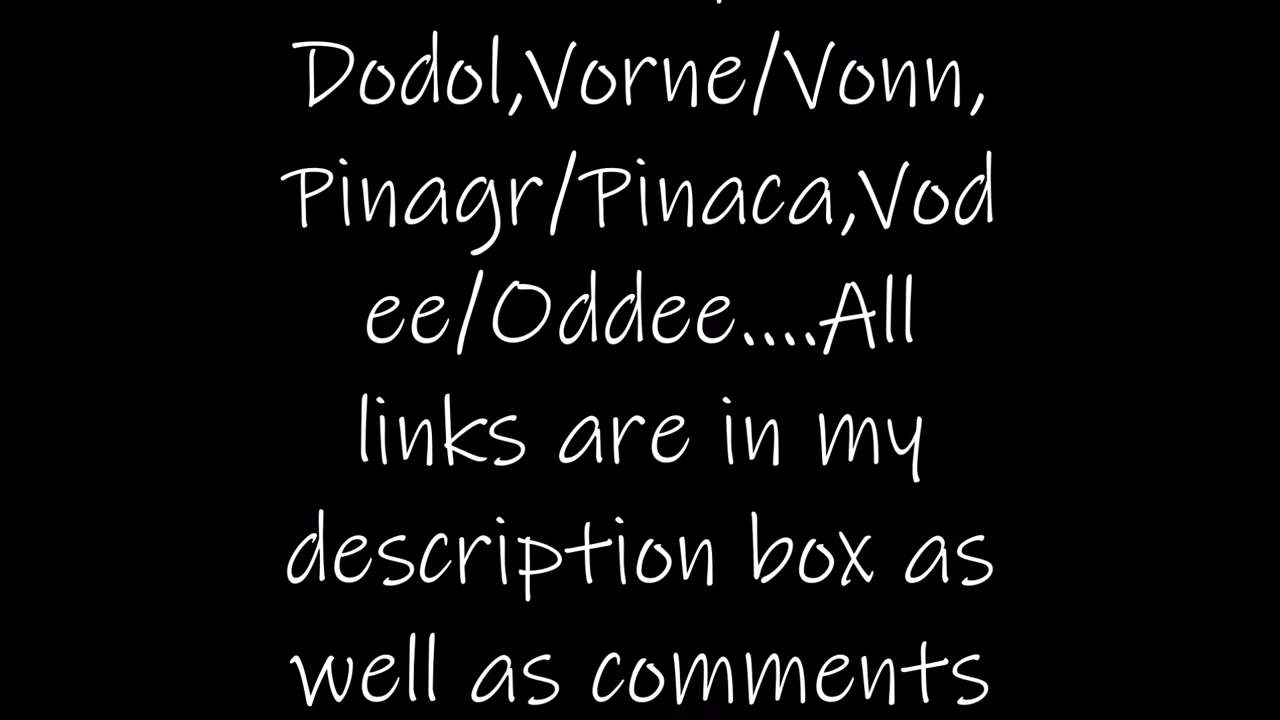 Dodol,Vorne/Vonn,
Pinagr/Pinaca,Vod
ee/Oddee....All
links are in my
description box as
well as comments